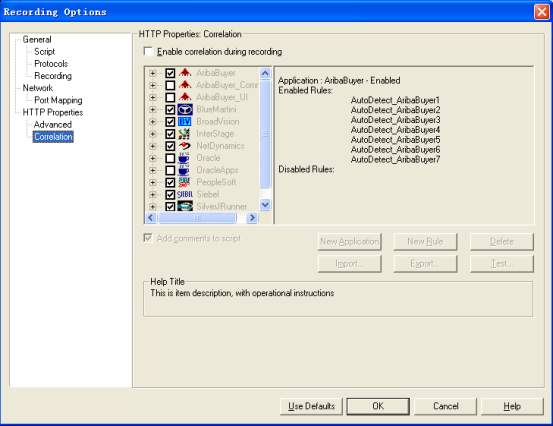 Recording Options
General
Script
Protocols
Recording
Network
Port Mapping
HTTP Properties
Advanced
Correlation
HTTP Properties: Correlation
Enable correlation during recording
AribaBuyer
AribaBuyer_Comr
AribaBuyer_UI
BlueMartini
BroadVision
InterStage
NetDynamics
Oracle
OracleApps
PeopleSoft
Siebel
SilverJRunner
Application : AribaBuyer - Enabled
Enabled Rules:
AutoDetect_AribaBuyer1
AutoDetect_AribaBuyer2
AutoDetect_AribaBuyer3
AutoDetect_AribaBuyer4
AutoDetect_AribaBuyer5
AutoDetect_AribaBuyer6
AutoDetect_AribaBuyer7
Disabled Rules:
Add comments to script
New Application New Rule Delete
Import... Export... Test...
Help Title
This is item description, with operational instructions
Use Defaults OK Cancel Help